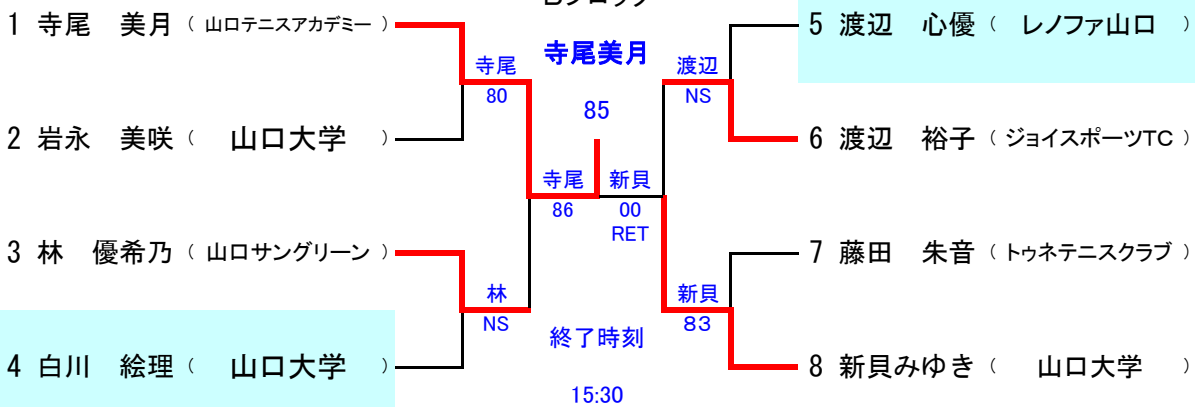 Bブロック
1 寺尾 美月 ( 山口テニスアカデミー )
2 岩永 美咲 ( 山口大学 )
3 林 優希乃 ( 山口サングリーン )
4 白川 絵理 ( 山口大学 )
寺尾
80
林
NS
寺尾
86
寺尾美月
85
新貝
00
RET
終了時刻
15:30
渡辺
NS
新貝
83
5 渡辺 心優 ( レノファ山口 )
6 渡辺 裕子 ( ジョイスポーツTC )
7 藤田 朱音 ( トゥネテニスクラブ )
8 新貝みゆき ( 山口大学 )